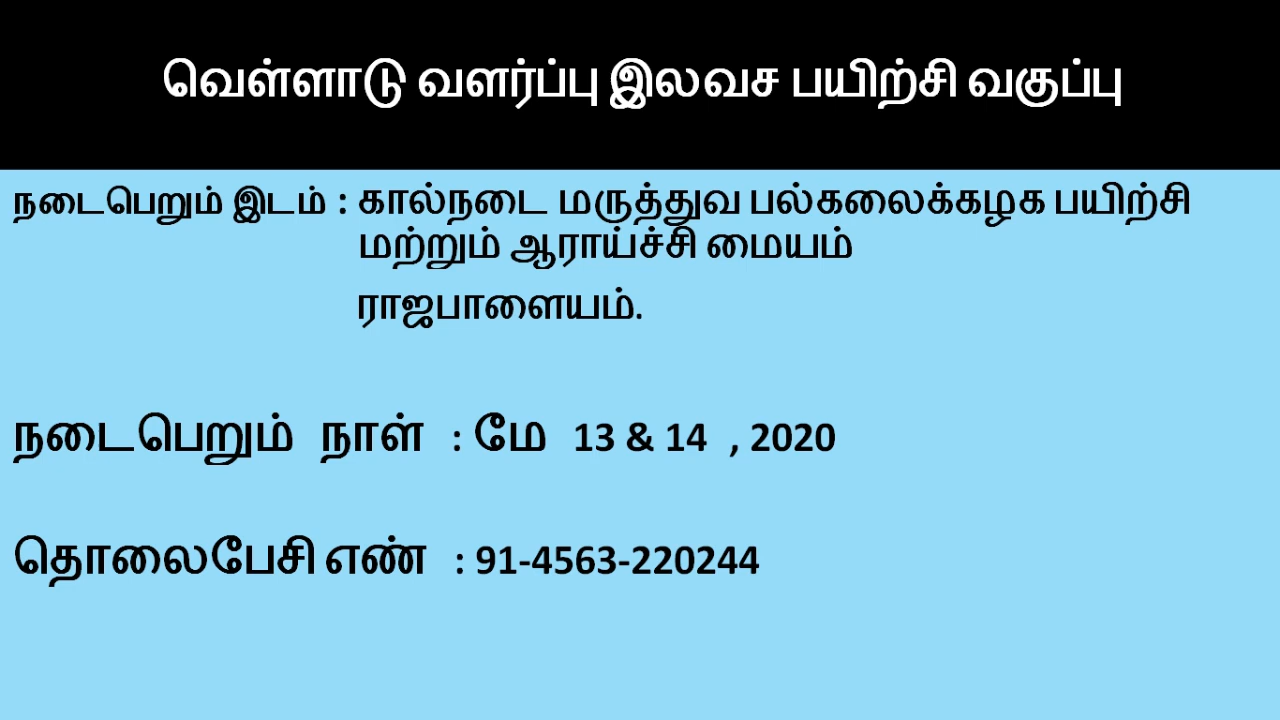 வெள்ளாடு வளர்ப்பு இலவச பயிற்சி வகுப்பு
நடைபெறும் இடம் : கால்நடை மருத்துவ பல்கலைக்கழக பயிற்சி
மற்றும் ஆராய்ச்சி மையம்
ராஜபாளையம்.
நடைபெறும் நாள் : மே 13 & 14 , 2020
தொலைபேசி எண் : 91-4563-220244